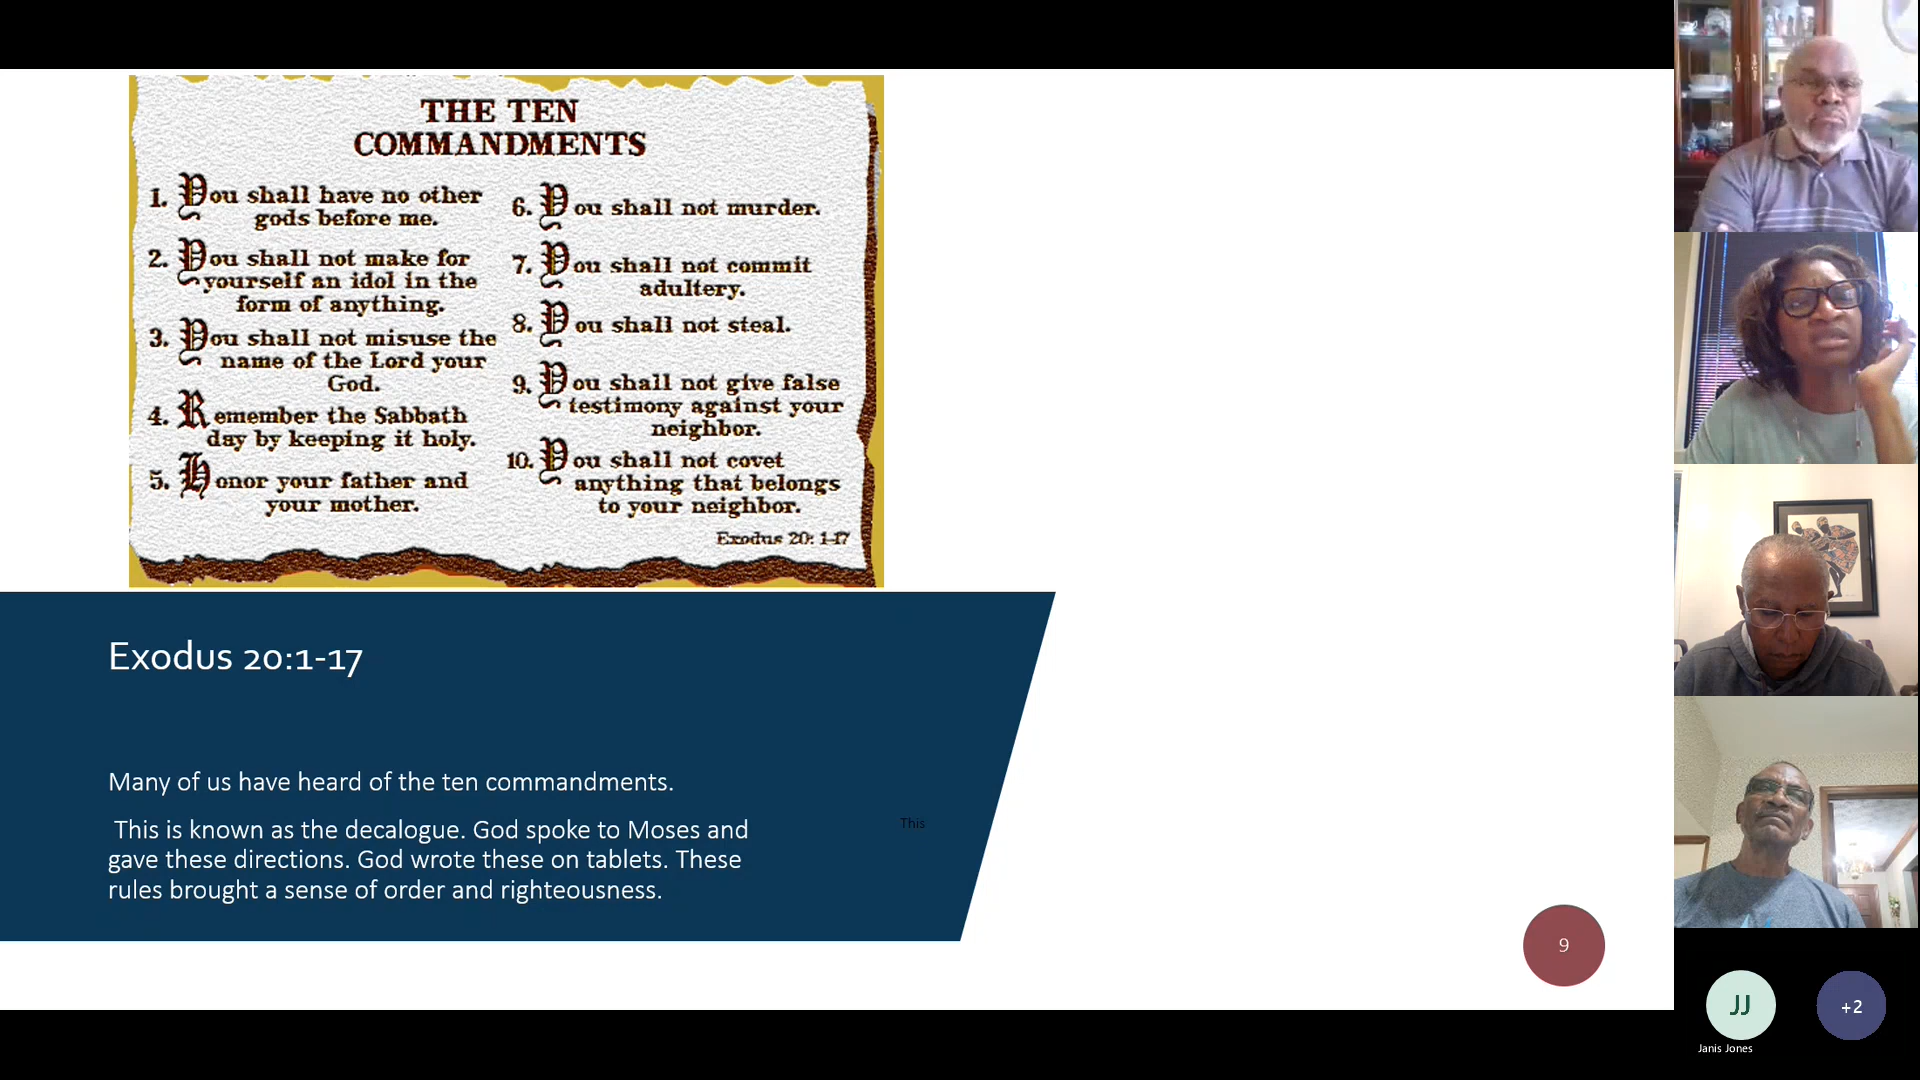 THE TEN
COMMANDMENTS
1. You shall have no other
gods before me.
2. You shall not make for
yourself an idol in the
form of anything.
3. You shall not misuse the
name of the Lord your
God.
4. Remember the Sabbath
day by keeping it holy.
5. Honor your father and
your mother.
6. You shall not murder.
7. You shall not commit
adultery.
8. You shall not steal.
9. You shall not give false
testimony against your
neighbor.
10. You shall not covet
anything that belongs
to your neighbor.
Exodus 20: 1-17
Exodus 20:1-17
Many of us have heard of the ten commandments.
This is known as the decalogue. God spoke to Moses and
gave these directions. God wrote these on tablets. These
rules brought a sense of order and righteousness.
This
9
JJ
Janis Jones
+2